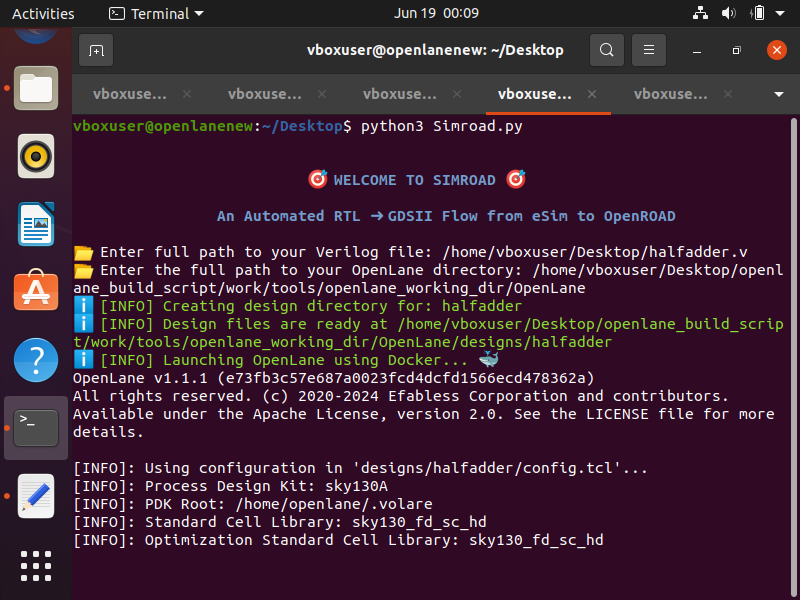 Activities Terminal Jun 19 00:09
vboxuser@openlanenew: ~/Desktop
vboxuse... vboxuse... vboxuse... vboxuse... vboxuse...
vboxuser@openlanenew:~/Desktop$ python3 Simroad.py
WELCOME TO SIMROAD
An Automated RTL ➔ GDSII Flow from eSim to OpenROAD
Enter full path to your Verilog file: /home/vboxuser/Desktop/halfadder.v
Enter the full path to your OpenLane directory: /home/vboxuser/Desktop/openl
ane_build_script/work/tools/openlane_working_dir/OpenLane
[INFO] Creating design directory for: halfadder
[INFO] Design files are ready at /home/vboxuser/Desktop/openlane_build_scrip
t/work/tools/openlane_working_dir/OpenLane/designs/halfadder
[INFO] Launching OpenLane using Docker...
OpenLane v1.1.1 (e73fb3c57e687a0023fcd4dcfd1566ecd478362a)
All rights reserved. (c) 2020-2024 Efabless Corporation and contributors.
Available under the Apache License, version 2.0. See the LICENSE file for more
details.
[INFO]: Using configuration in 'designs/halfadder/config.tcl'...
[INFO]: Process Design Kit: sky130A
[INFO]: PDK Root: /home/openlane/.volare
[INFO]: Standard Cell Library: sky130_fd_sc_hd
[INFO]: Optimization Standard Cell Library: sky130_fd_sc_hd